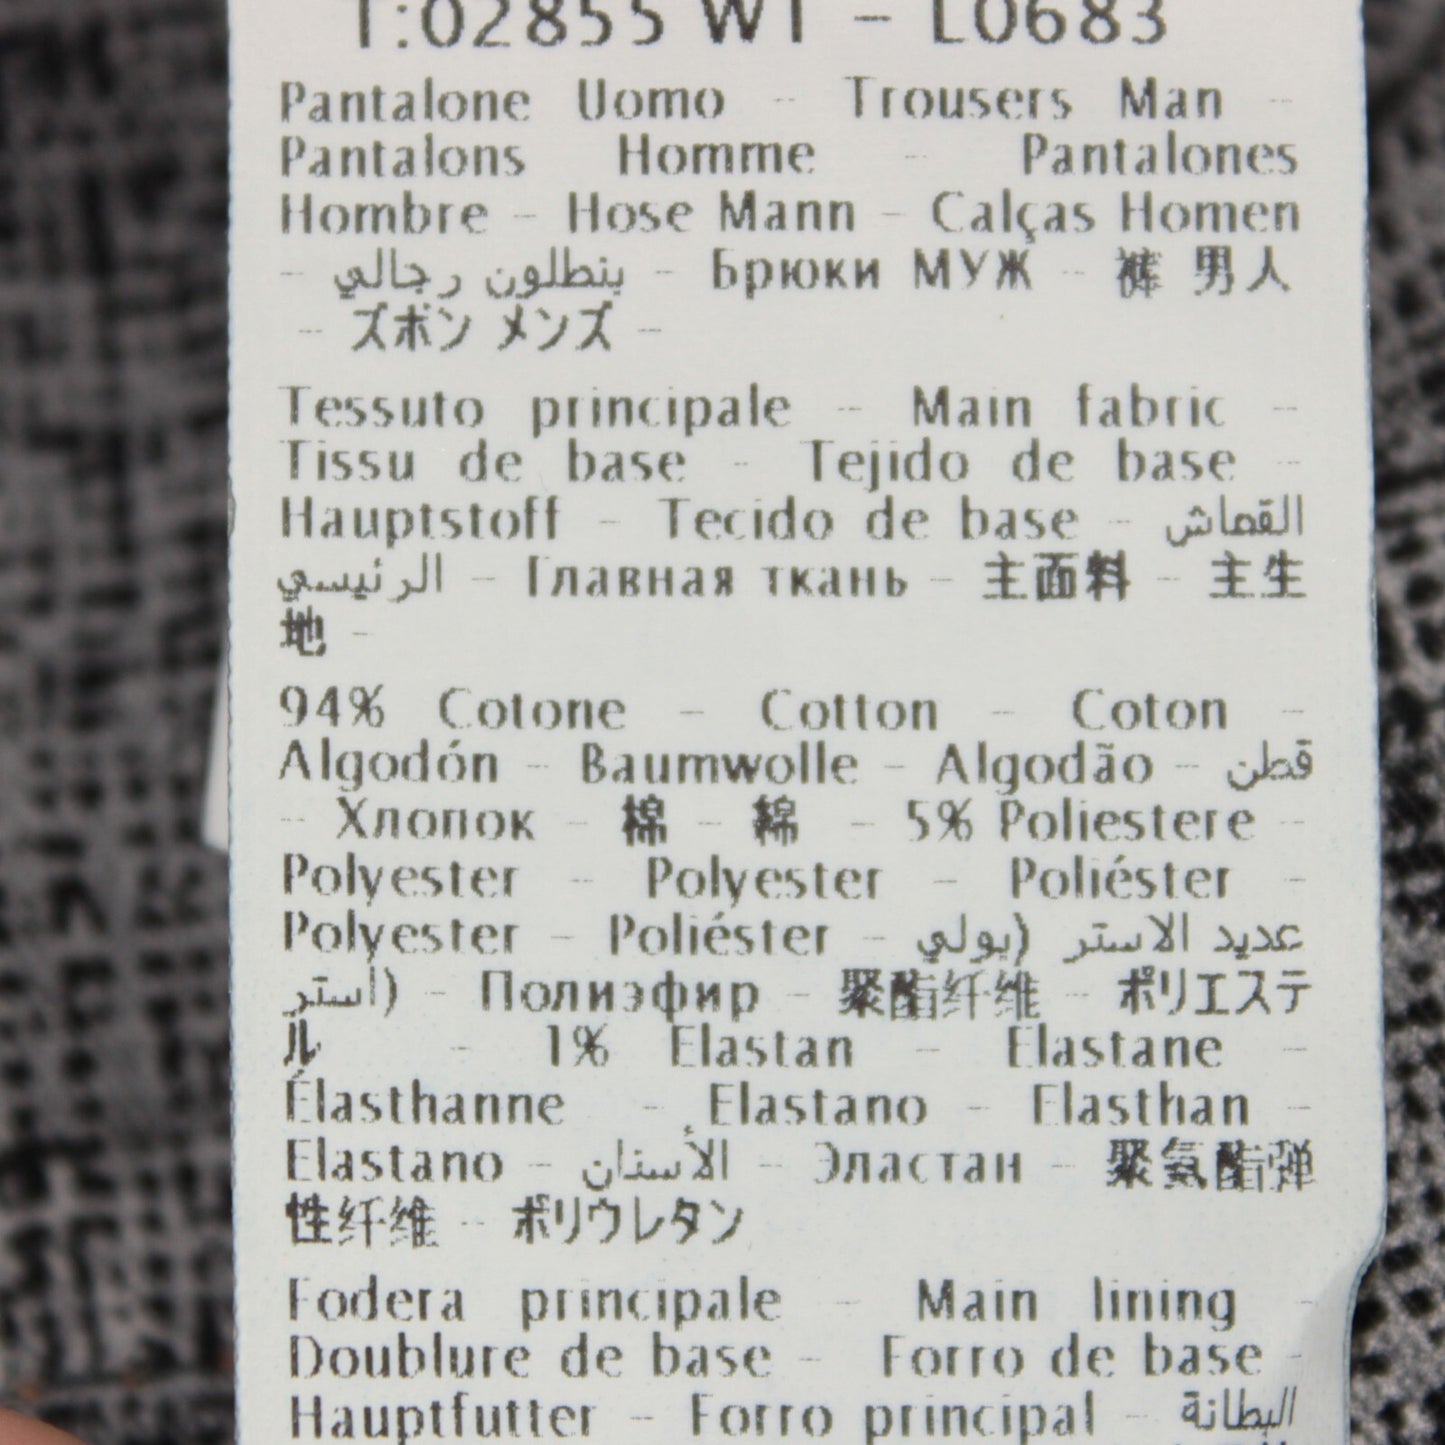 T:02855 WT - L0683
Pantalone Uomo - Trousers Man -
Pantalons Homme - Pantalones
Hombre - Hose Mann - Calças Homen
- بنطلون رجالي - Брюки МУЖ - 裤 男人
- ズボン メンズ -
Tessuto principale - Main fabric -
Tissu de base - Tejido de base -
Hauptstoff - Tecido de base - القماش
الرئيسي - Главная ткань - 主面料 - 主生
地 -
94% Cotone - Cotton - Coton -
Algodón - Baumwolle - Algodão - قطن
- Хлопок - 棉 - 綿 - 5% Poliestere -
Polyester - Polyester - Poliéster -
Polyester - Poliéster - عديد الاستر (بولي
استر) - Полиэфир - 聚酯纤维 - ポリエステ
ル - 1% Elastan - Elastane -
Élasthanne - Elastano - Elasthan -
Elastano - الأستان - Эластан - 聚氨酯弹
性纤维 - ポリウレタン
Fodera principale - Main lining -
Doublure de base - Forro de base -
Hauptfutter - Forro principal - البطانة